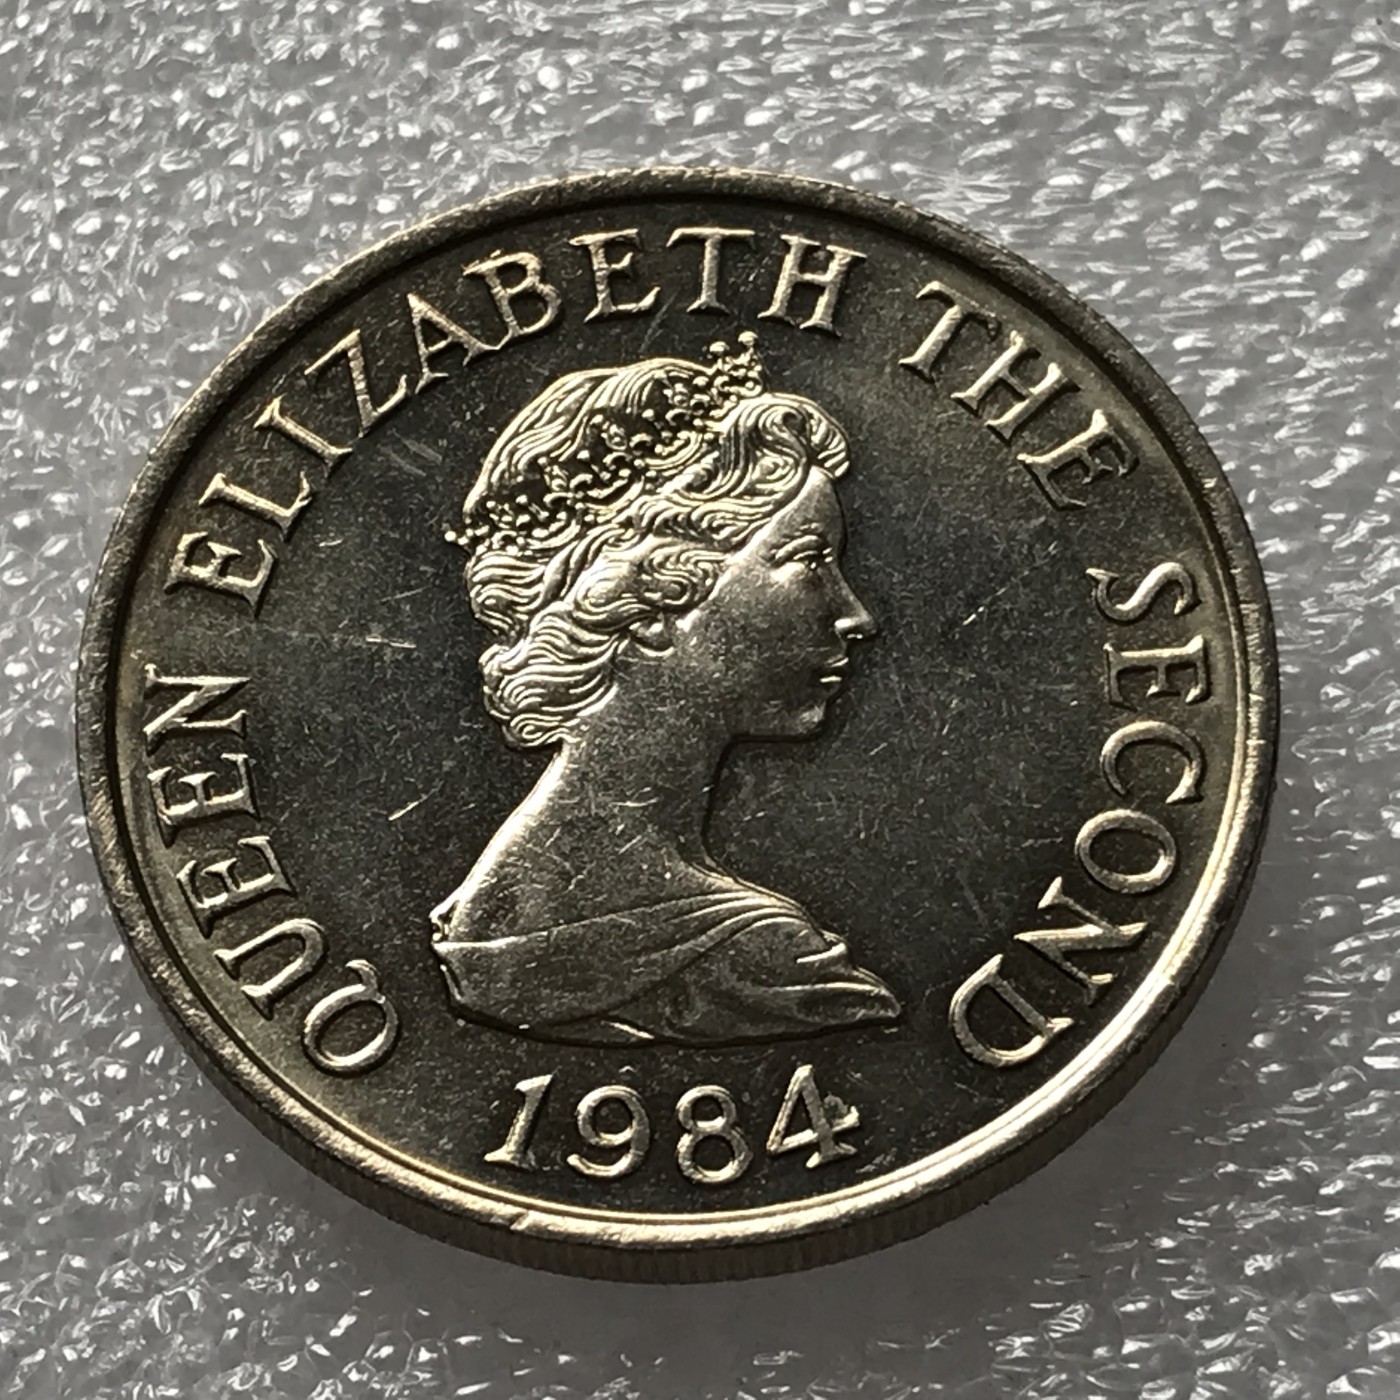 QUEEN ELIZABETH THE SECOND
1984